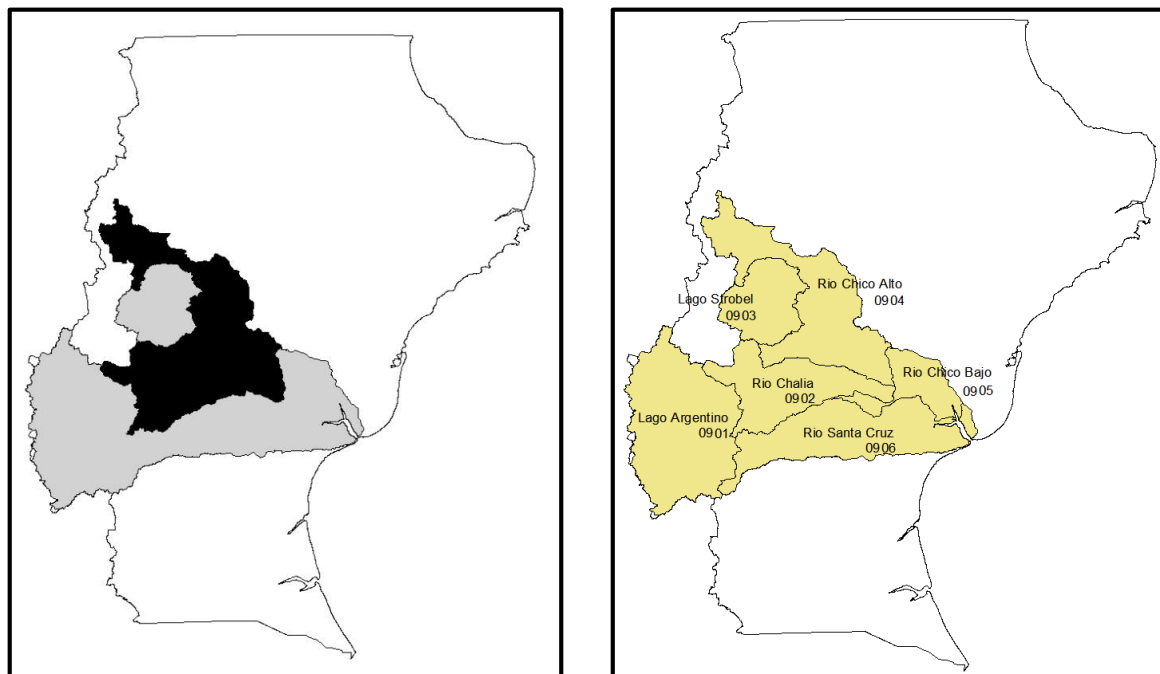 Rio Chico Alto
0904
Lago Strobel
0903
Rio Chico Bajo
0905
Rio Chalia
0902
Lago Argentino
0901
Rio Santa Cruz
0906